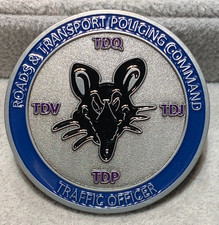 ROADS & TRANSPORT POLICING COMMAND
TDQ
TDV
TDJ
TDP
TRAFFIC OFFICER